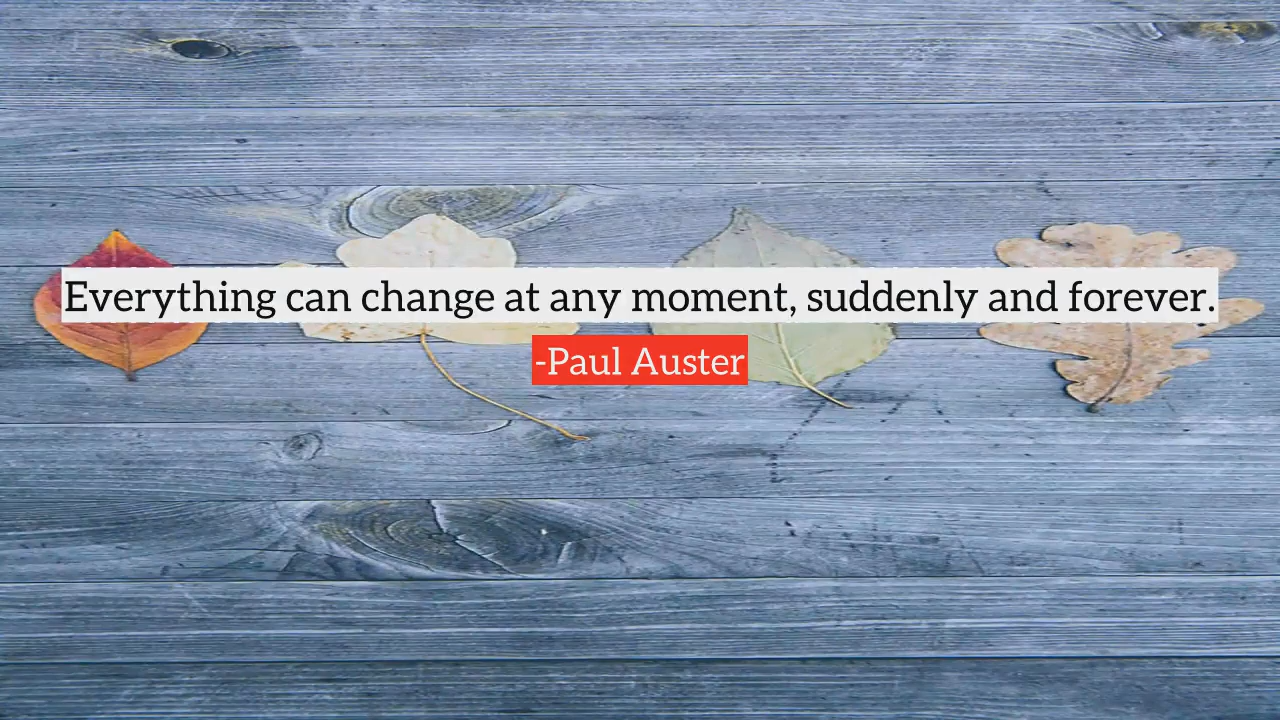 Everything can change at any moment, suddenly and forever.
-Paul Auster